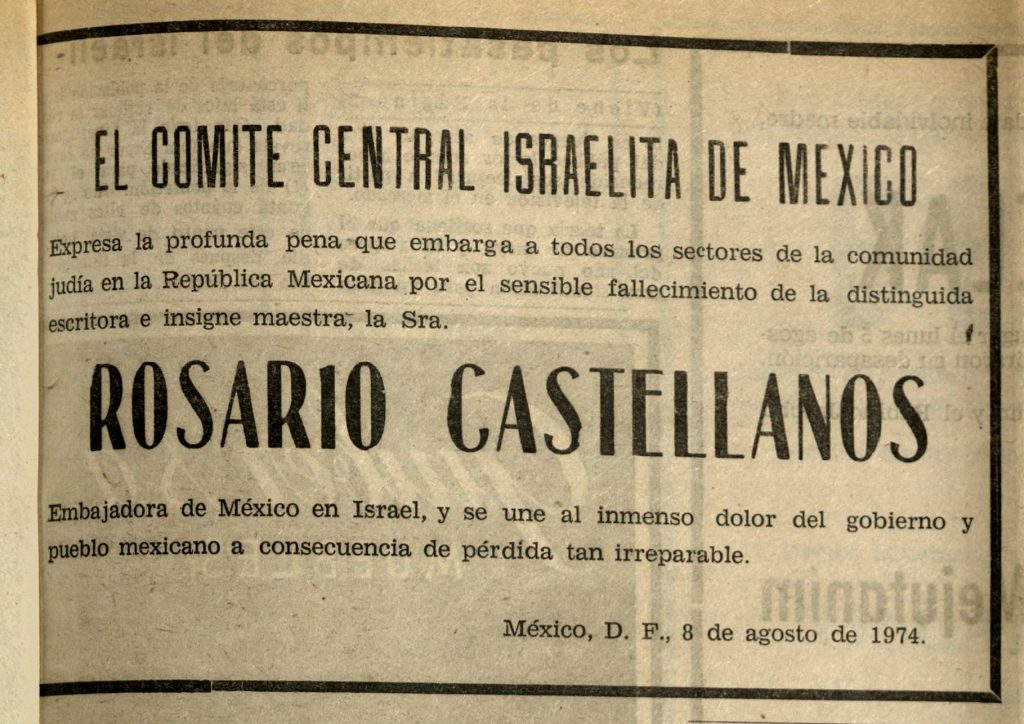 EL COMITE CENTRAL ISRAELITA DE MEXICO
Expresa la profunda pena que embarga a todos los sectores de la comunidad
judía en la República Mexicana por el sensible fallecimiento de la distinguida
escritora e insigne maestra, la Sra.
ROSARIO CASTELLANOS
Embajadora de México en Israel, y se une al inmenso dolor del gobierno y
pueblo mexicano a consecuencia de pérdida tan irreparable.
México, D. F., 8 de agosto de 1974.